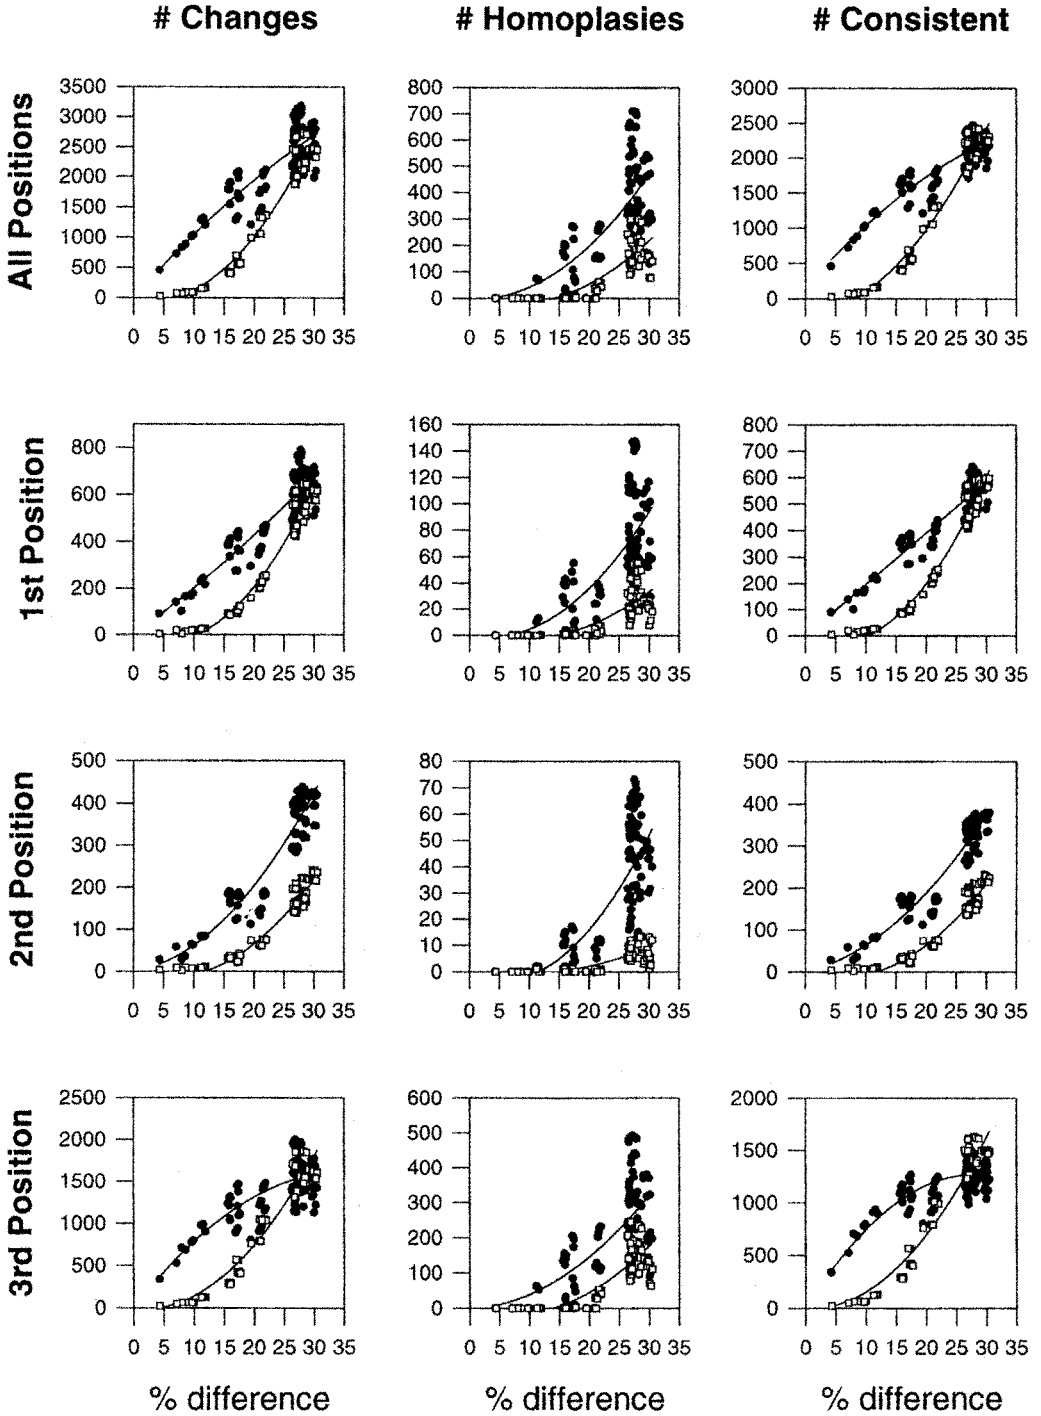 # Changes # Homoplasies # Consistent
All Positions
3500 3000 2500 2000 1500 1000 500 0
0 5 10 15 20 25 30 35
800 700 600 500 400 300 200 100 0
0 5 10 15 20 25 30 35
3000 2500 2000 1500 1000 500 0
0 5 10 15 20 25 30 35
1st Position
800 600 400 200 0
0 5 10 15 20 25 30 35
160 140 120 100 80 60 40 20 0
0 5 10 15 20 25 30 35
800 700 600 500 400 300 200 100 0
0 5 10 15 20 25 30 35
2nd Position
500 400 300 200 100 0
0 5 10 15 20 25 30 35
80 70 60 50 40 30 20 10 0
0 5 10 15 20 25 30 35
500 400 300 200 100 0
0 5 10 15 20 25 30 35
3rd Position
2500 2000 1500 1000 500 0
0 5 10 15 20 25 30 35
600 500 400 300 200 100 0
0 5 10 15 20 25 30 35
2000 1500 1000 500 0
0 5 10 15 20 25 30 35
% difference % difference % difference